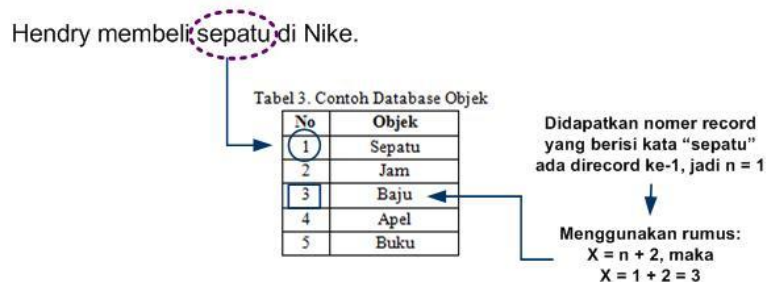 Hendry membeli sepatu di Nike.
Tabel 3. Contoh Database Objek
No Objek
1 Sepatu
2 Jam
3 Baju
4 Apel
5 Buku
Didapatkan nomer record
yang berisi kata “sepatu”
ada direcord ke-1, jadi n = 1
Menggunakan rumus:
X = n + 2, maka
X = 1 + 2 = 3